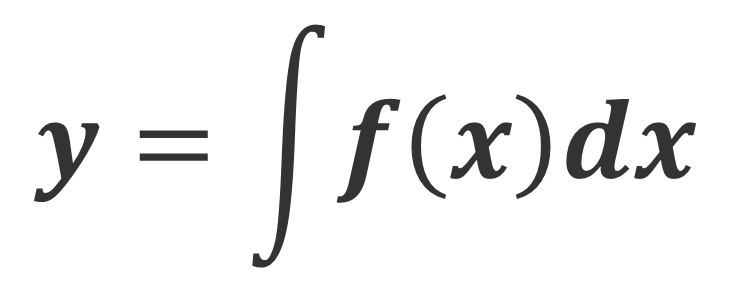 y = ∫ f(x)dx